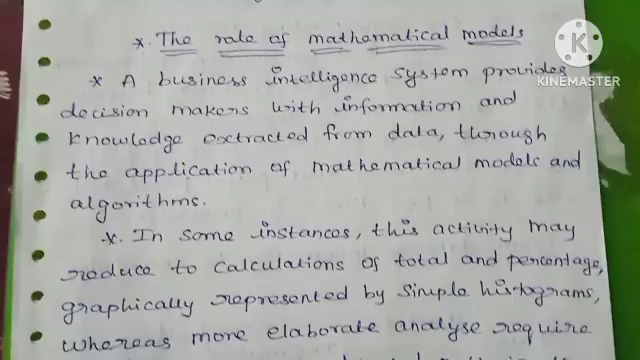 * The role of mathematical models
KINEMASTER
* A business intelligence system provides
decision makers with information and
knowledge extracted from data, through
the application of mathematical models and
algorithms.
* In some instances, this activity may
reduce to calculations of total and percentage,
graphically represented by simple histograms,
whereas more elaborate analyse require